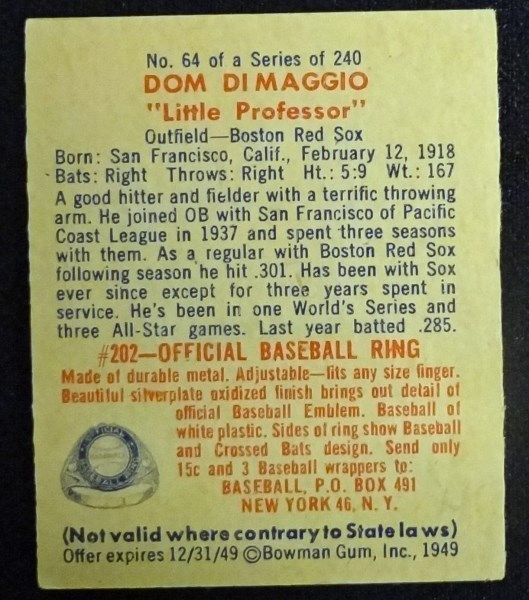 No. 64 of a Series of 240
DOM DI MAGGIO
"Little Professor"
Outfield—Boston Red Sox
Born: San Francisco, Calif., February 12, 1918
Bats: Right Throws: Right Ht.: 5:9 Wt.: 167
A good hitter and fielder with a terrific throwing
arm. He joined OB with San Francisco of Pacific
Coast League in 1937 and spent three seasons
with them. As a regular with Boston Red Sox
following season he hit .301. Has been with Sox
ever since except for three years spent in
service. He's been in one World's Series and
three All-Star games. Last year batted .285.
#202—OFFICIAL BASEBALL RING
Made of durable metal. Adjustable—fits any size finger.
Beautiful silverplate oxidized finish brings out detail of
official Baseball Emblem. Baseball of
white plastic. Sides of ring show Baseball
and Crossed Bats design. Send only
15c and 3 Baseball wrappers to:
BASEBALL, P.O. BOX 491
NEW YORK 46, N. Y.
OFFICIAL
BASEBALL RING
(Not valid where contrary to State laws)
Offer expires 12/31/49 ©Bowman Gum, Inc., 1949